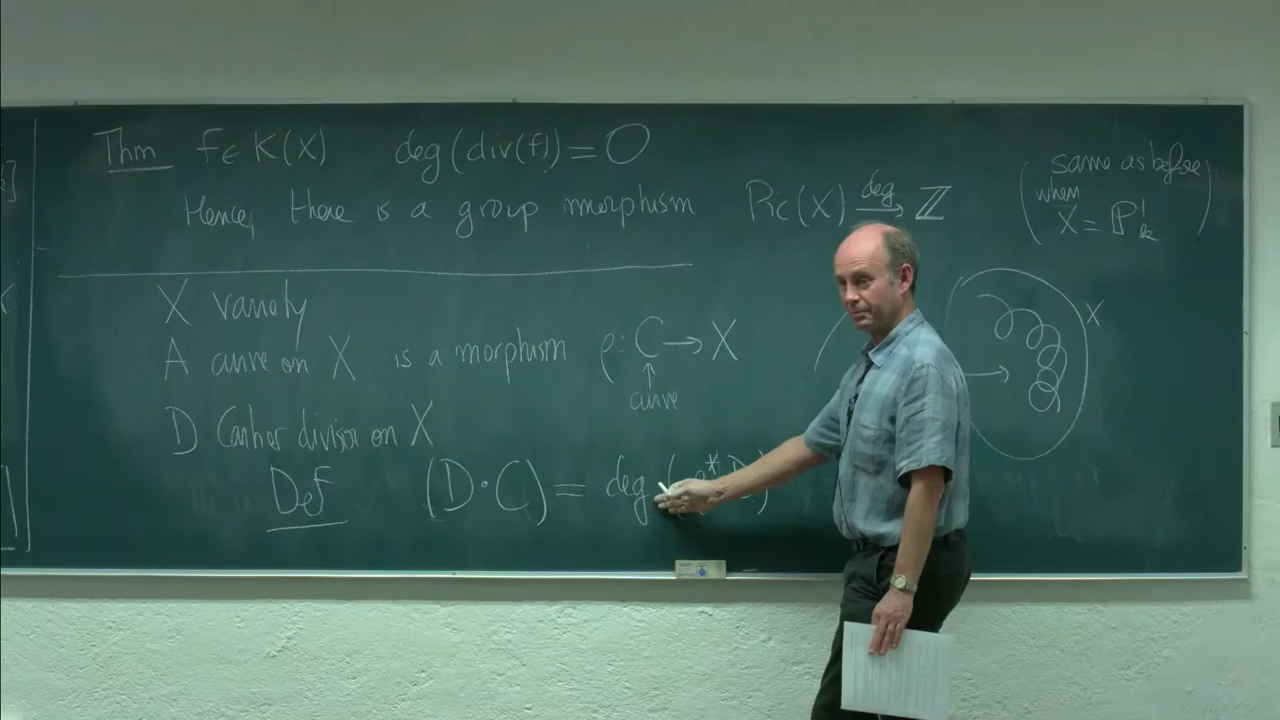 Thm f ∈ K(X) deg(div(f)) = 0
Hence, there is a group morphism Pic(X) \xrightarrow{deg} ℤ
(same as before
when
X = ℙ¹ₖ)
X variety
A curve on X is a morphism ρ: C → X
↑
curve
D Cartier divisor on X
Def (D·C) = deg(ρ*D)
X